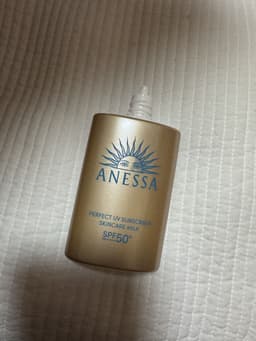 ANESSA
PERFECT UV SUNSCREEN
SKINCARE MILK
SPF50+